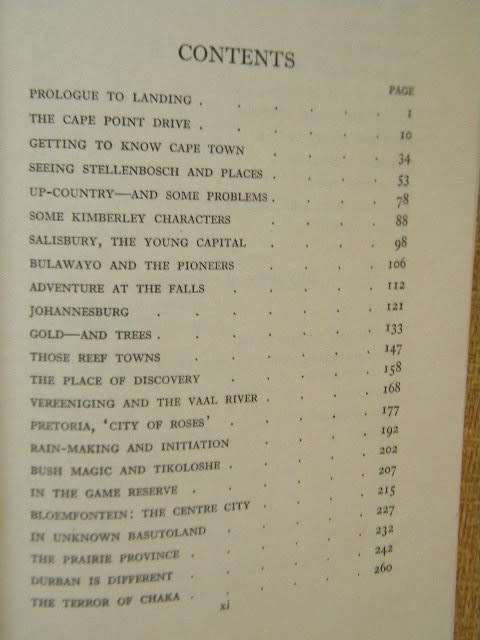 CONTENTS
PAGE
PROLOGUE TO LANDING . . . . . . 1
THE CAPE POINT DRIVE . . . . . . 10
GETTING TO KNOW CAPE TOWN . . . . 34
SEEING STELLENBOSCH AND PLACES . . . . 53
UP-COUNTRY—AND SOME PROBLEMS . . . . 78
SOME KIMBERLEY CHARACTERS . . . . 88
SALISBURY, THE YOUNG CAPITAL . . . . 98
BULAWAYO AND THE PIONEERS . . . . 106
ADVENTURE AT THE FALLS . . . . . 112
JOHANNESBURG . . . . . . 121
GOLD—AND TREES . . . . . . 133
THOSE REEF TOWNS . . . . . 147
THE PLACE OF DISCOVERY . . . . . 158
VEREENIGING AND THE VAAL RIVER . . . . 168
PRETORIA, 'CITY OF ROSES' . . . . . 177
RAIN-MAKING AND INITIATION . . . . 192
BUSH MAGIC AND TIKOLOSHE . . . . . 202
IN THE GAME RESERVE . . . . . 207
BLOEMFONTEIN: THE CENTRE CITY . . . . 215
IN UNKNOWN BASUTOLAND . . . . . 227
THE PRAIRIE PROVINCE . . . . . 232
DURBAN IS DIFFERENT . . . . . 242
THE TERROR OF CHAKA . . . . . 260
xi